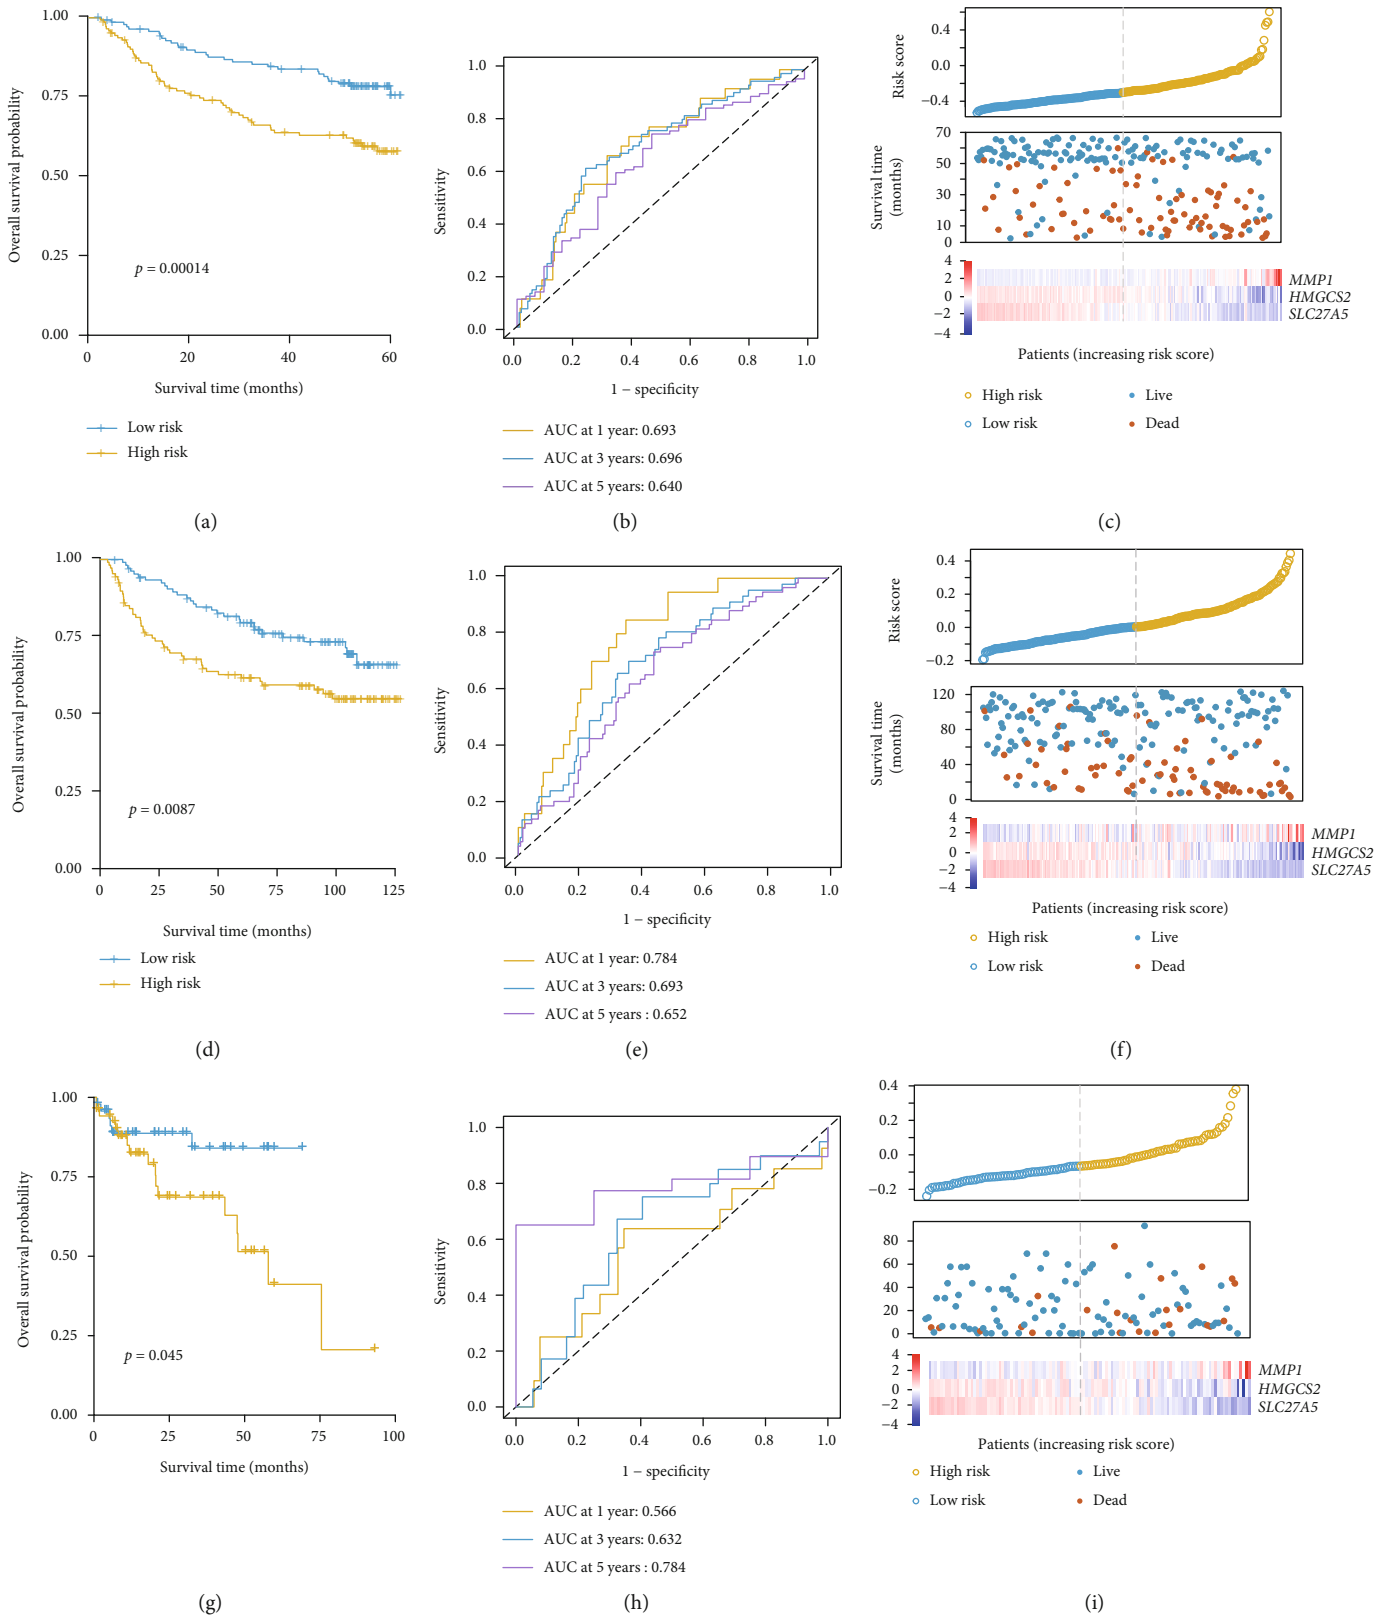 1.00
0.75
0.50
0.25
0.00
Overall survival probability
p = 0.00014
0
20
40
60
Survival time (months)
Low risk
High risk
(a)
1.0
0.8
0.6
0.4
0.2
0.0
Sensitivity
0.0
0.2
0.4
0.6
0.8
1.0
1 − specificity
AUC at 1 year: 0.693
AUC at 3 years: 0.696
AUC at 5 years: 0.640
(b)
0.4
0.0
−0.4
Risk score
70
50
30
10
0
Survival time
(months)
4
2
0
−2
−4
MMP1
HMGCS2
SLC27A5
Patients (increasing risk score)
High risk
Live
Low risk
Dead
(c)
1.00
0.75
0.50
0.25
0.00
Overall survival probability
p = 0.0087
0
25
50
75
100
125
Survival time (months)
Low risk
High risk
(d)
1.0
0.8
0.6
0.4
0.2
0.0
Sensitivity
0.0
0.2
0.4
0.6
0.8
1.0
1 − specificity
AUC at 1 year: 0.784
AUC at 3 years: 0.693
AUC at 5 years : 0.652
(e)
0.4
0.2
0.0
−0.2
Risk score
120
80
40
0
Survival time
(months)
4
2
0
−2
−4
MMP1
HMGCS2
SLC27A5
Patients (increasing risk score)
High risk
Live
Low risk
Dead
(f)
1.00
0.75
0.50
0.25
0.00
Overall survival probability
p = 0.045
0
25
50
75
100
Survival time (months)
(g)
1.0
0.8
0.6
0.4
0.2
0.0
Sensitivity
0.0
0.2
0.4
0.6
0.8
1.0
1 − specificity
AUC at 1 year: 0.566
AUC at 3 years: 0.632
AUC at 5 years : 0.784
(h)
0.4
0.0
−0.2
80
60
40
20
0
4
2
0
−2
−4
MMP1
HMGCS2
SLC27A5
Patients (increasing risk score)
High risk
Live
Low risk
Dead
(i)